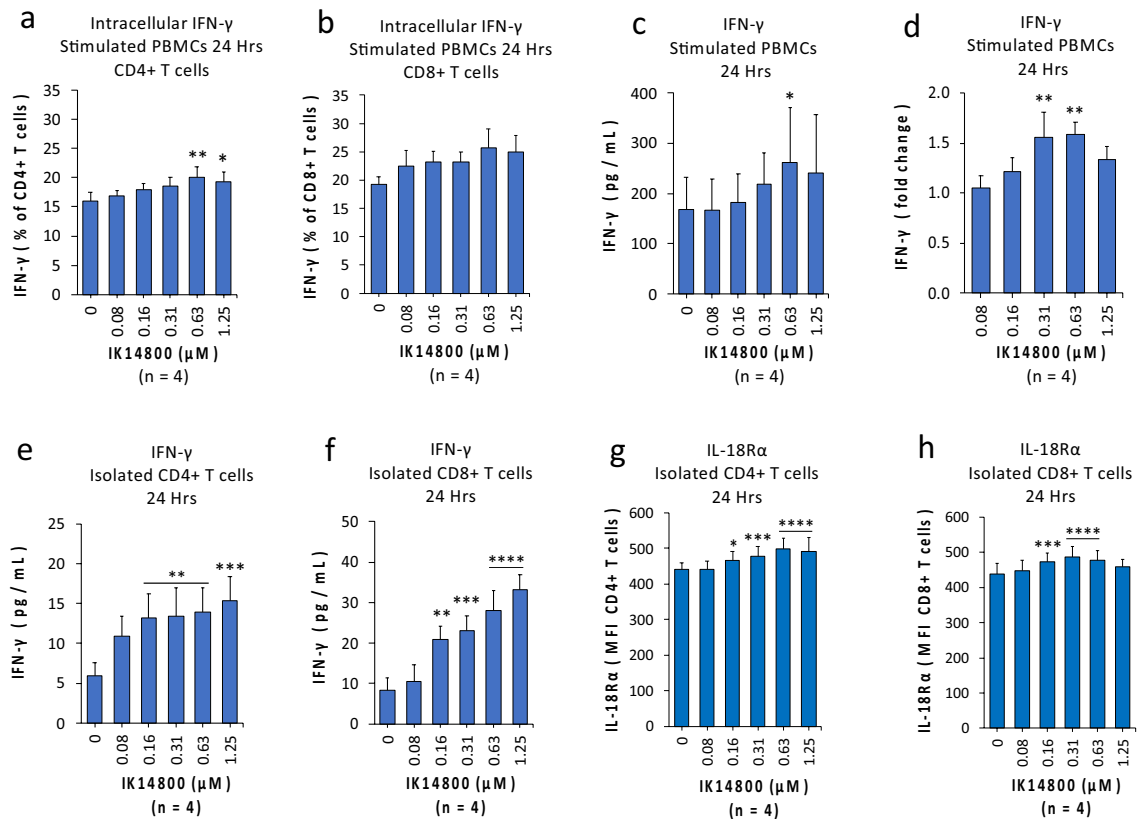 a
Intracellular IFN-γ
Stimulated PBMCs 24 Hrs
CD4+ T cells
IFN-γ ( % of CD4+ T cells)
35
30
25
20
15
10
5
0
** *
0 0.08 0.16 0.31 0.63 1.25
IK14800 (μM)
(n = 4)
b
Intracellular IFN-γ
Stimulated PBMCs 24 Hrs
CD8+ T cells
IFN-γ ( % of CD8+ T cells)
35
30
25
20
15
10
5
0
0 0.08 0.16 0.31 0.63 1.25
IK14800 (μM)
(n = 4)
c
IFN-γ
Stimulated PBMCs
24 Hrs
IFN-γ (pg / mL)
400
300
200
100
0
*
0 0.08 0.16 0.31 0.63 1.25
IK14800 (μM)
(n = 4)
d
IFN-γ
Stimulated PBMCs
24 Hrs
IFN-γ (fold change)
2.0
1.5
1.0
0.5
0.0
** **
0.08 0.16 0.31 0.63 1.25
IK14800 (μM)
(n = 4)
e
IFN-γ
Isolated CD4+ T cells
24 Hrs
IFN-γ (pg / mL)
25
20
15
10
5
0
** ***
0 0.08 0.16 0.31 0.63 1.25
IK14800 (μM)
(n = 4)
f
IFN-γ
Isolated CD8+ T cells
24 Hrs
IFN-γ (pg / mL)
50
40
30
20
10
0
** *** ****
0 0.08 0.16 0.31 0.63 1.25
IK14800 (μM)
(n = 4)
g
IL-18Rα
Isolated CD4+ T cells
24 Hrs
IL-18Rα ( MFI CD4+ T cells)
600
500
400
300
200
100
0
* *** ****
0 0.08 0.16 0.31 0.63 1.25
IK14800 (μM)
(n = 4)
h
IL-18Rα
Isolated CD8+ T cells
24 Hrs
IL-18Rα ( MFI CD8+ T cells)
600
500
400
300
200
100
0
*** ****
0 0.08 0.16 0.31 0.63 1.25
IK14800 (μM)
(n = 4)